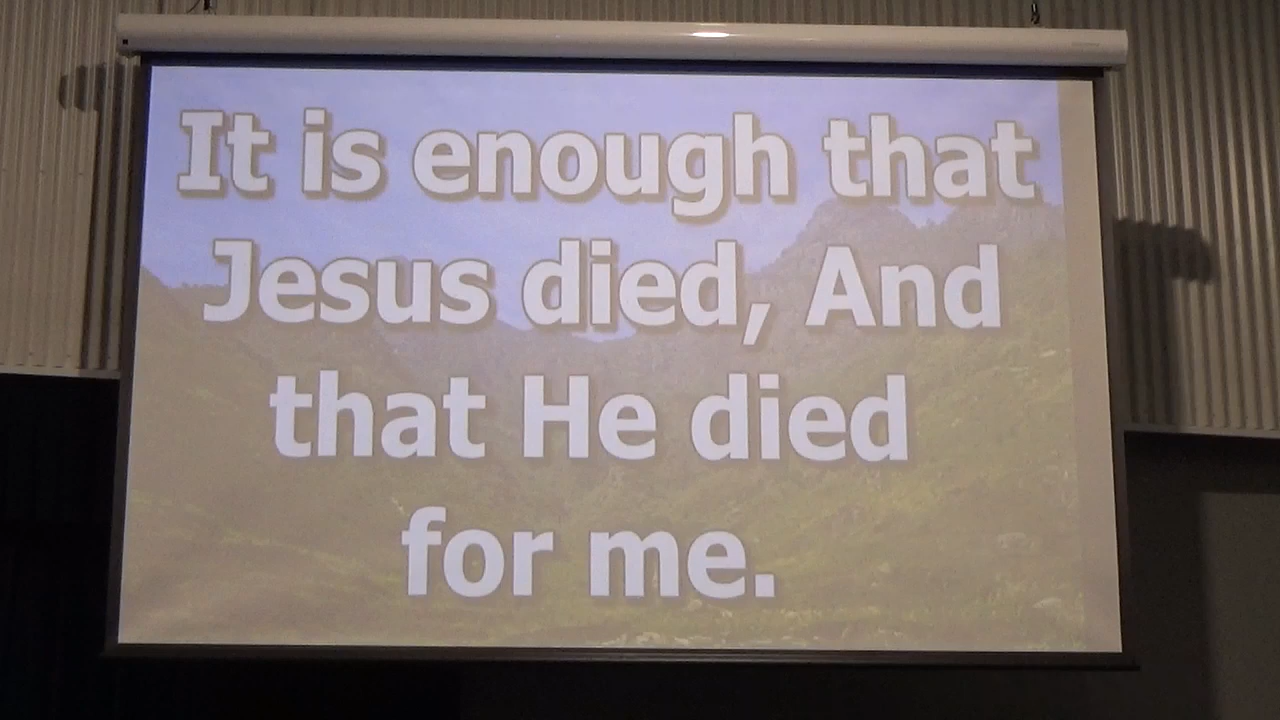 It is enough that
Jesus died, And
that He died
for me.